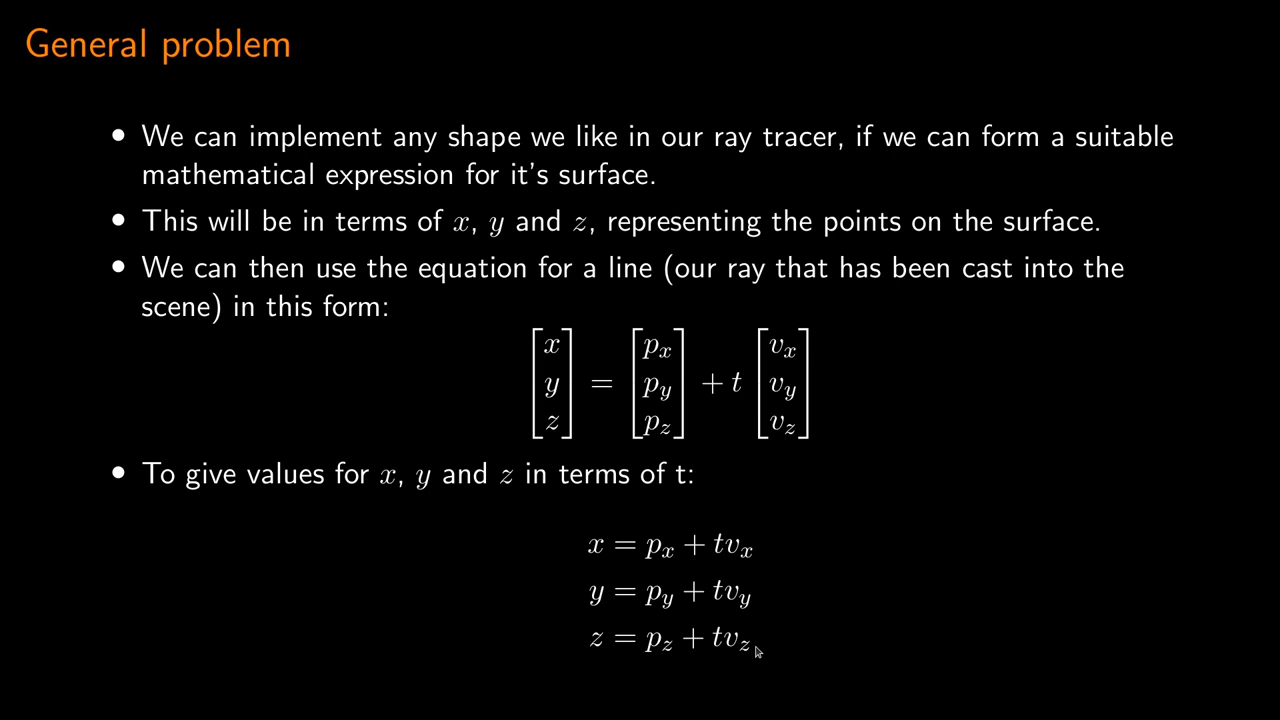 General problem
• We can implement any shape we like in our ray tracer, if we can form a suitable
mathematical expression for it's surface.
• This will be in terms of x, y and z, representing the points on the surface.
• We can then use the equation for a line (our ray that has been cast into the
scene) in this form:
[x y z] = [p_x p_y p_z] + t [v_x v_y v_z]
• To give values for x, y and z in terms of t:
x = p_x + tv_x
y = p_y + tv_y
z = p_z + tv_z